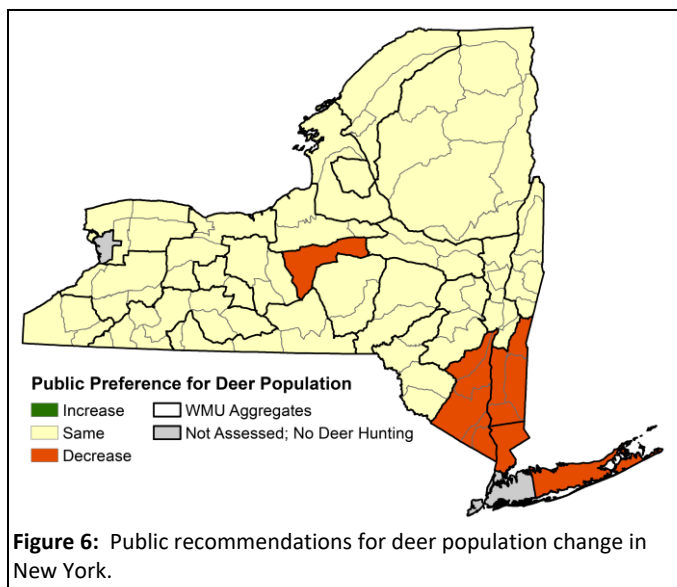 Public Preference for Deer Population
Increase
WMU Aggregates
Same
Not Assessed; No Deer Hunting
Decrease
Figure 6: Public recommendations for deer population change in
New York.